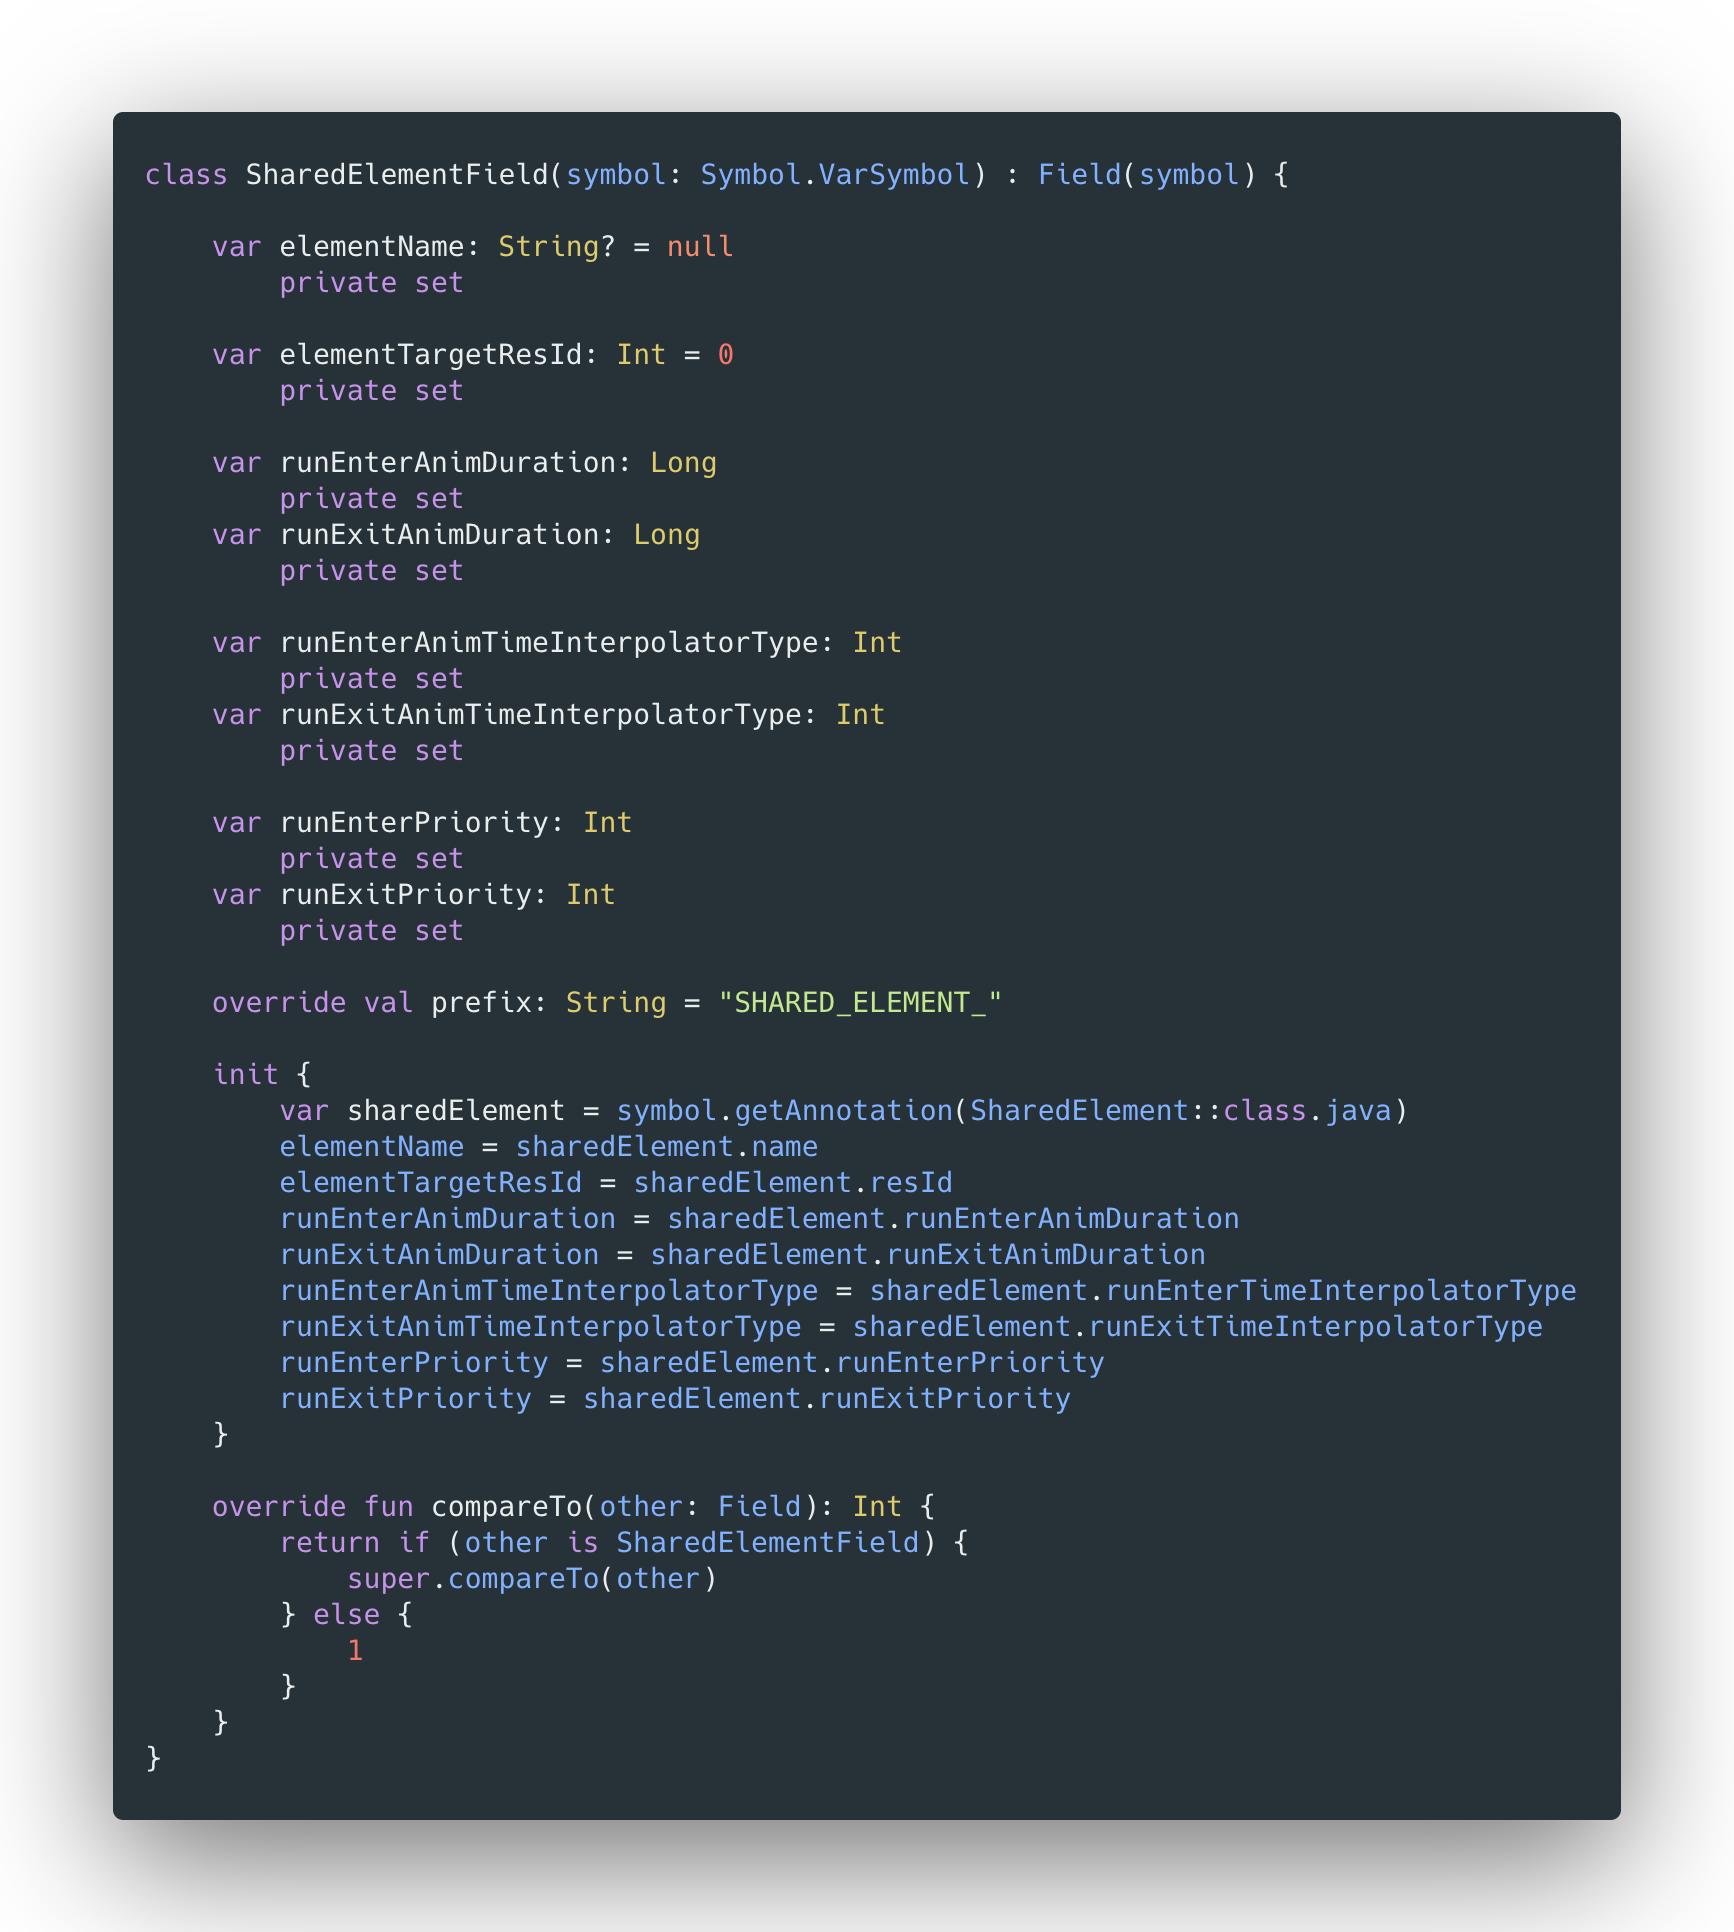 class SharedElementField(symbol: Symbol.VarSymbol) : Field(symbol) {

    var elementName: String? = null
        private set

    var elementTargetResId: Int = 0
        private set

    var runEnterAnimDuration: Long
        private set
    var runExitAnimDuration: Long
        private set

    var runEnterAnimTimeInterpolatorType: Int
        private set
    var runExitAnimTimeInterpolatorType: Int
        private set

    var runEnterPriority: Int
        private set
    var runExitPriority: Int
        private set

    override val prefix: String = "SHARED_ELEMENT_"

    init {
        var sharedElement = symbol.getAnnotation(SharedElement::class.java)
        elementName = sharedElement.name
        elementTargetResId = sharedElement.resId
        runEnterAnimDuration = sharedElement.runEnterAnimDuration
        runExitAnimDuration = sharedElement.runExitAnimDuration
        runEnterAnimTimeInterpolatorType = sharedElement.runEnterTimeInterpolatorType
        runExitAnimTimeInterpolatorType = sharedElement.runExitTimeInterpolatorType
        runEnterPriority = sharedElement.runEnterPriority
        runExitPriority = sharedElement.runExitPriority
    }

    override fun compareTo(other: Field): Int {
        return if (other is SharedElementField) {
            super.compareTo(other)
        } else {
            1
        }
    }
}